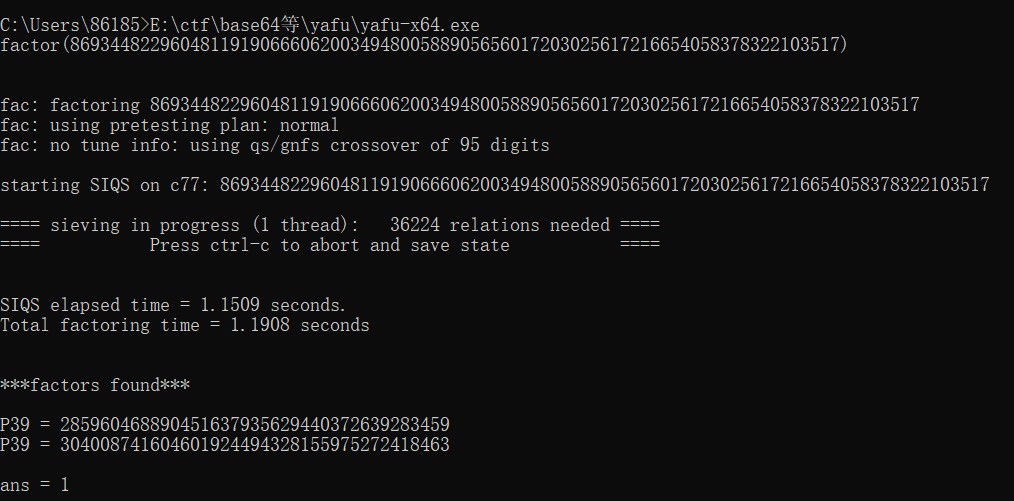 C:\Users\86185>E:\ctf\base64等\yafu\yafu-x64.exe
factor(86934482296048119190666062003494800588905656017203025617216654058378322103517)
fac: factoring 86934482296048119190666062003494800588905656017203025617216654058378322103517
fac: using pretesting plan: normal
fac: no tune info: using qs/gnfs crossover of 95 digits
starting SIQS on c77: 86934482296048119190666062003494800588905656017203025617216654058378322103517
==== sieving in progress (1 thread):   36224 relations needed ====
====           Press ctrl-c to abort and save state           ====
SIQS elapsed time = 1.1509 seconds.
Total factoring time = 1.1908 seconds
***factors found***
P39 = 285960468890451637935629440372639283459
P39 = 304008741604601924494328155975272418463
ans = 1